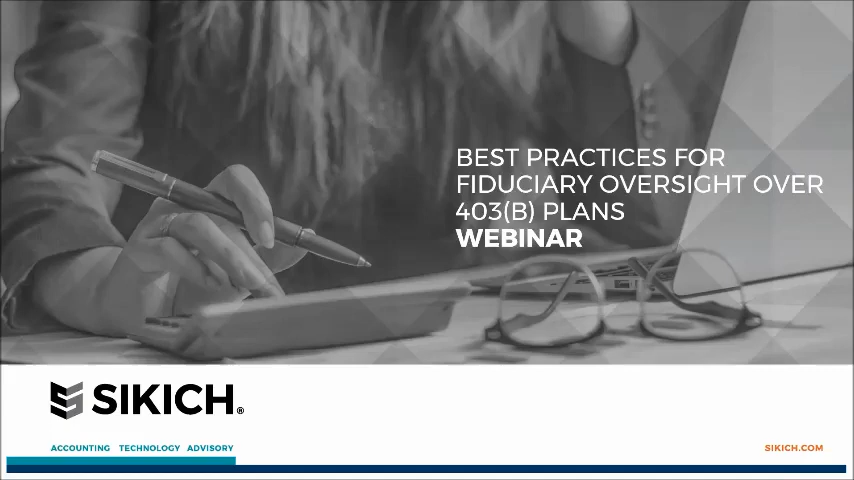 BEST PRACTICES FOR
FIDUCIARY OVERSIGHT OVER
403(B) PLANS
WEBINAR
SIKICH®
ACCOUNTING TECHNOLOGY ADVISORY
SIKICH.COM